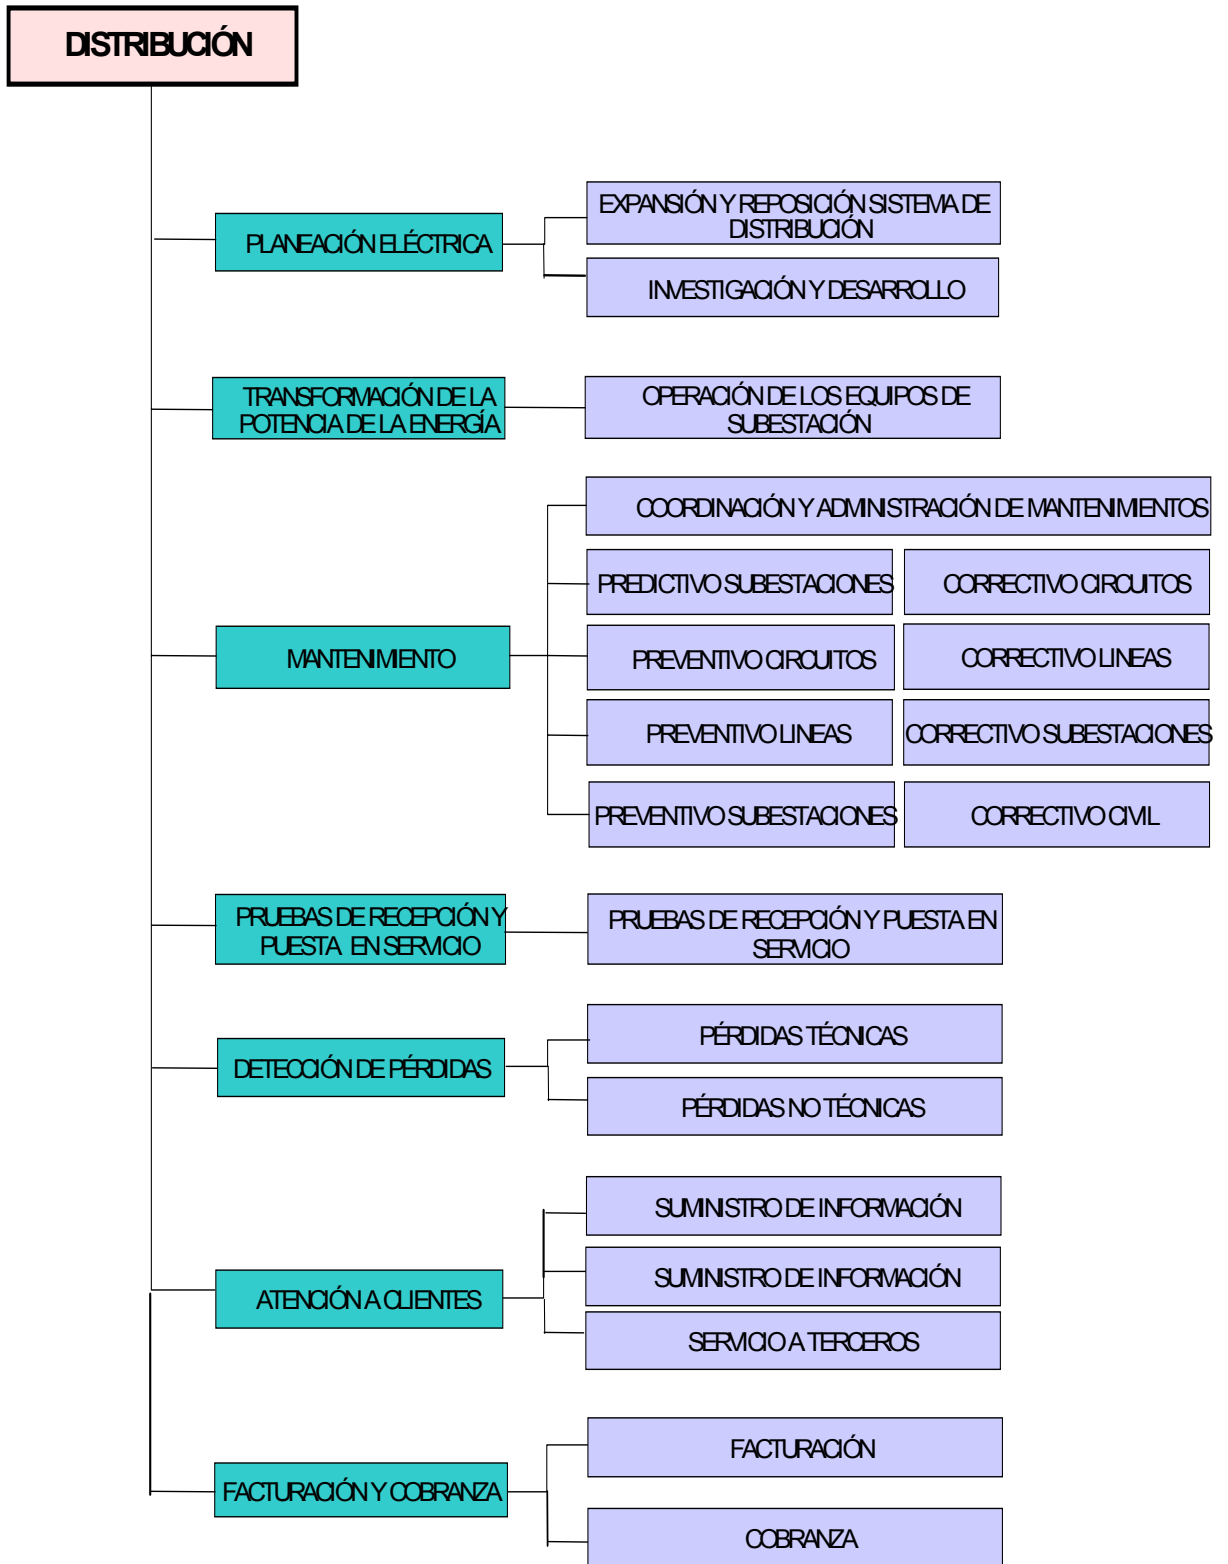 DISTRIBUCIÓN
EXPANSIÓN Y REPOSICIÓN SISTEMA DE
DISTRIBUCIÓN
PLANEACIÓN ELÉCTRICA
INVESTIGACIÓN Y DESARROLLO
TRANSFORMACIÓN DE LA
POTENCIA DE LA ENERGÍA
OPERACIÓN DE LOS EQUIPOS DE
SUBESTACIÓN
COORDINACIÓN Y ADMINISTRACIÓN DE MANTENIMIENTOS
PREDICTIVO SUBESTACIONES
CORRECTIVO CIRCUITOS
MANTENIMIENTO
PREVENTIVO CIRCUITOS
CORRECTIVO LINEAS
PREVENTIVO LINEAS
CORRECTIVO SUBESTACIONES
PREVENTIVO SUBESTACIONES
CORRECTIVO CIVIL
PRUEBAS DE RECEPCIÓN Y
PUESTA EN SERVICIO
PRUEBAS DE RECEPCIÓN Y PUESTA EN
SERVICIO
PÉRDIDAS TÉCNICAS
DETECCIÓN DE PÉRDIDAS
PÉRDIDAS NO TÉCNICAS
SUMINISTRO DE INFORMACIÓN
SUMINISTRO DE INFORMACIÓN
ATENCIÓN A CLIENTES
SERVICIO A TERCEROS
FACTURACIÓN
FACTURACIÓN Y COBRANZA
COBRANZA